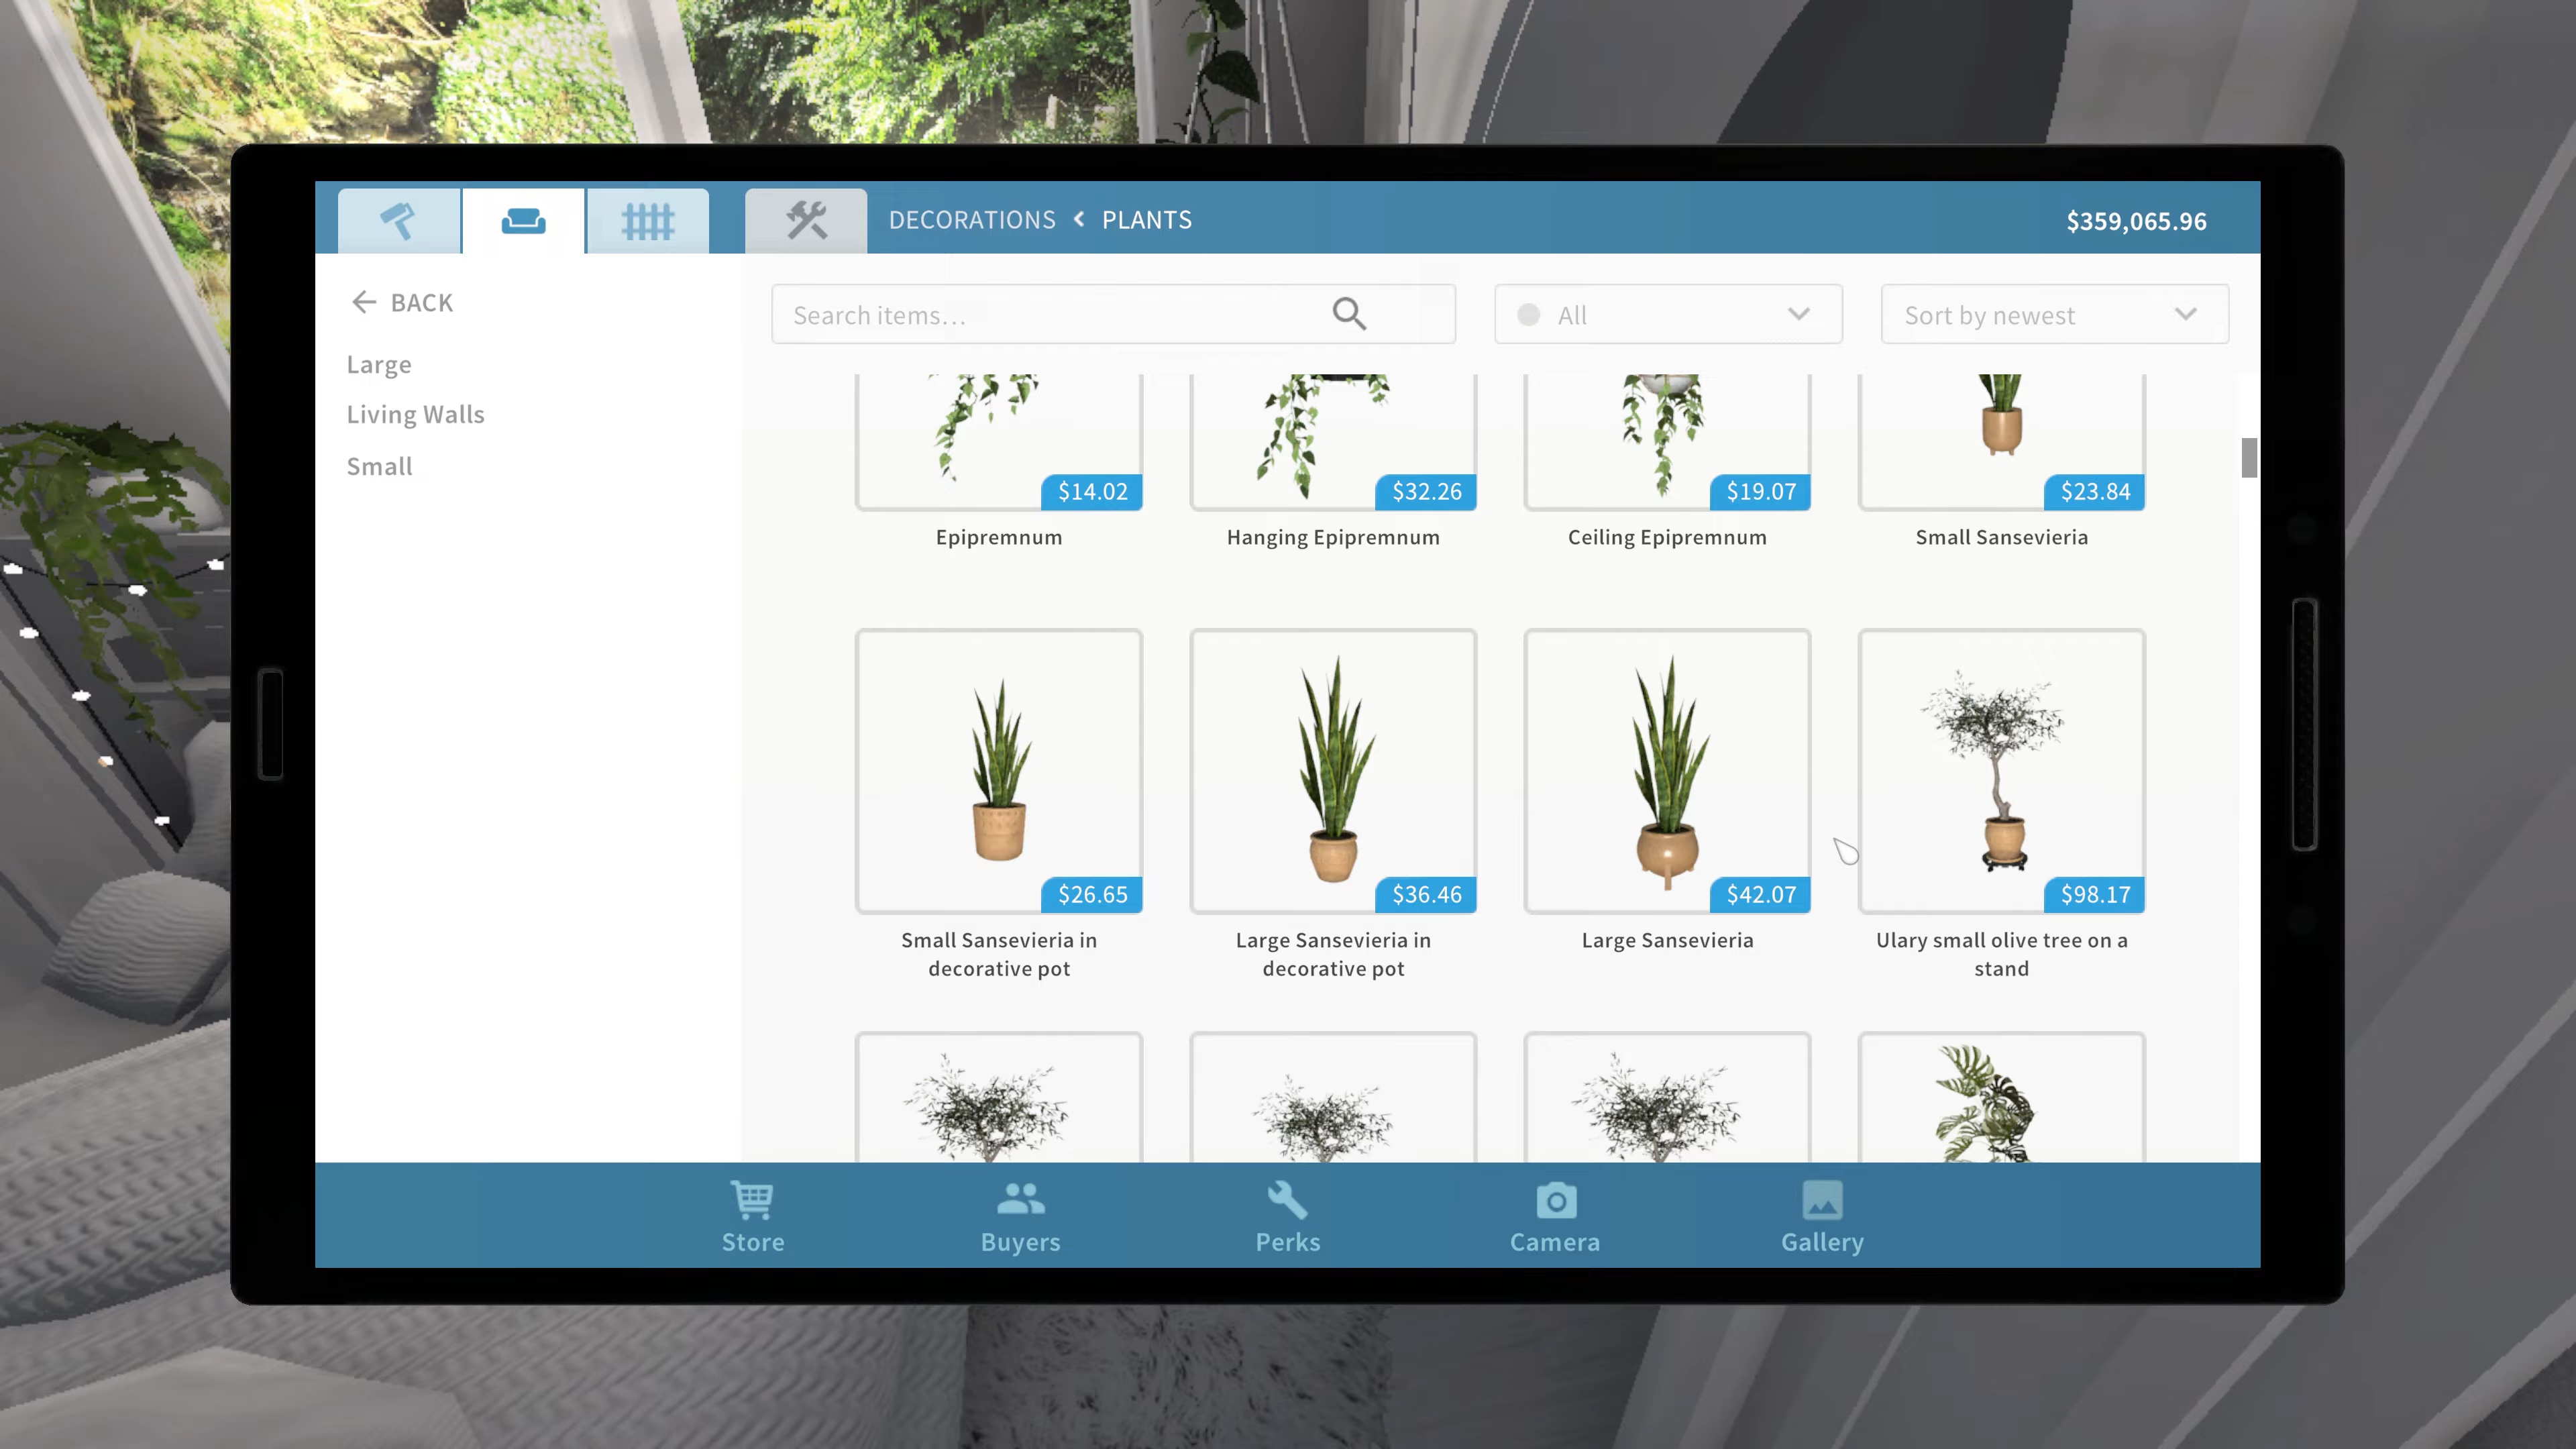 DECORATIONS < PLANTS
$359,065.96
BACK
Large
Living Walls
Small
Search items...
All
Sort by newest
$14.02
$32.26
$19.07
$23.84
Epipremnum
Hanging Epipremnum
Ceiling Epipremnum
Small Sansevieria
$26.65
$36.46
$42.07
$98.17
Small Sansevieria in
decorative pot
Large Sansevieria in
decorative pot
Large Sansevieria
Ulary small olive tree on a
stand
Store
Buyers
Perks
Camera
Gallery